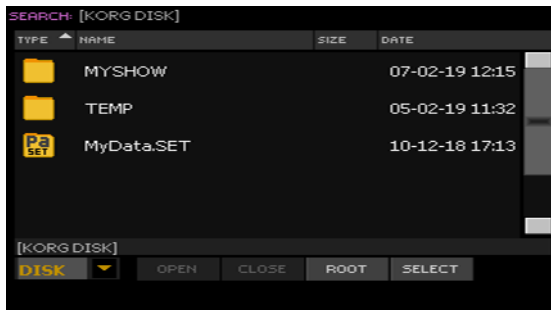 SEARCH: [KORG DISK]
TYPE NAME SIZE DATE
MYSHOW 07-02-19 12:15
TEMP 05-02-19 11:32
Pa SET MyData.SET 10-12-18 17:13
[KORG DISK]
DISK OPEN CLOSE ROOT SELECT